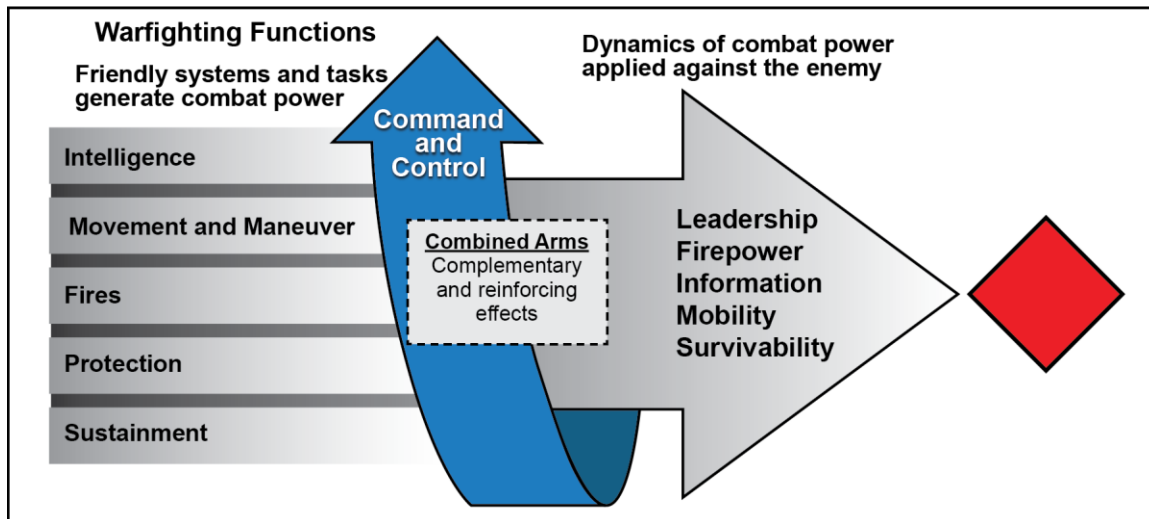 Warfighting Functions
Friendly systems and tasks
generate combat power
Intelligence
Movement and Maneuver
Fires
Protection
Sustainment
Command
and
Control
Combined Arms
Complementary
and reinforcing
effects
Dynamics of combat power
applied against the enemy
Leadership
Firepower
Information
Mobility
Survivability